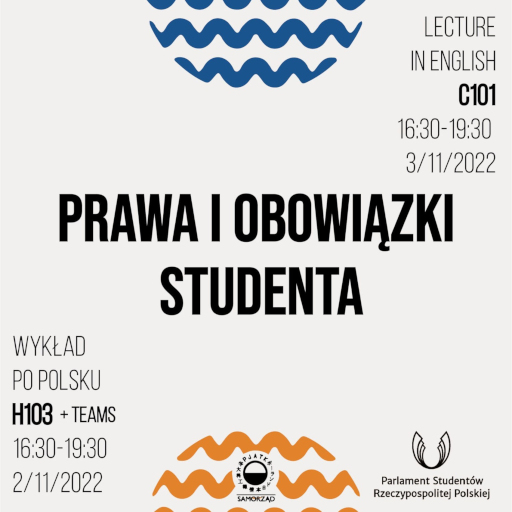 LECTURE
IN ENGLISH
C101
16:30-19:30
3/11/2022
PRAWA I OBOWIĄZKI
STUDENTA
WYKŁAD
PO POLSKU
H103 + TEAMS
16:30-19:30
2/11/2022
PJATK
SAMORZĄD
Parlament Studentów
Rzeczypospolitej Polskiej